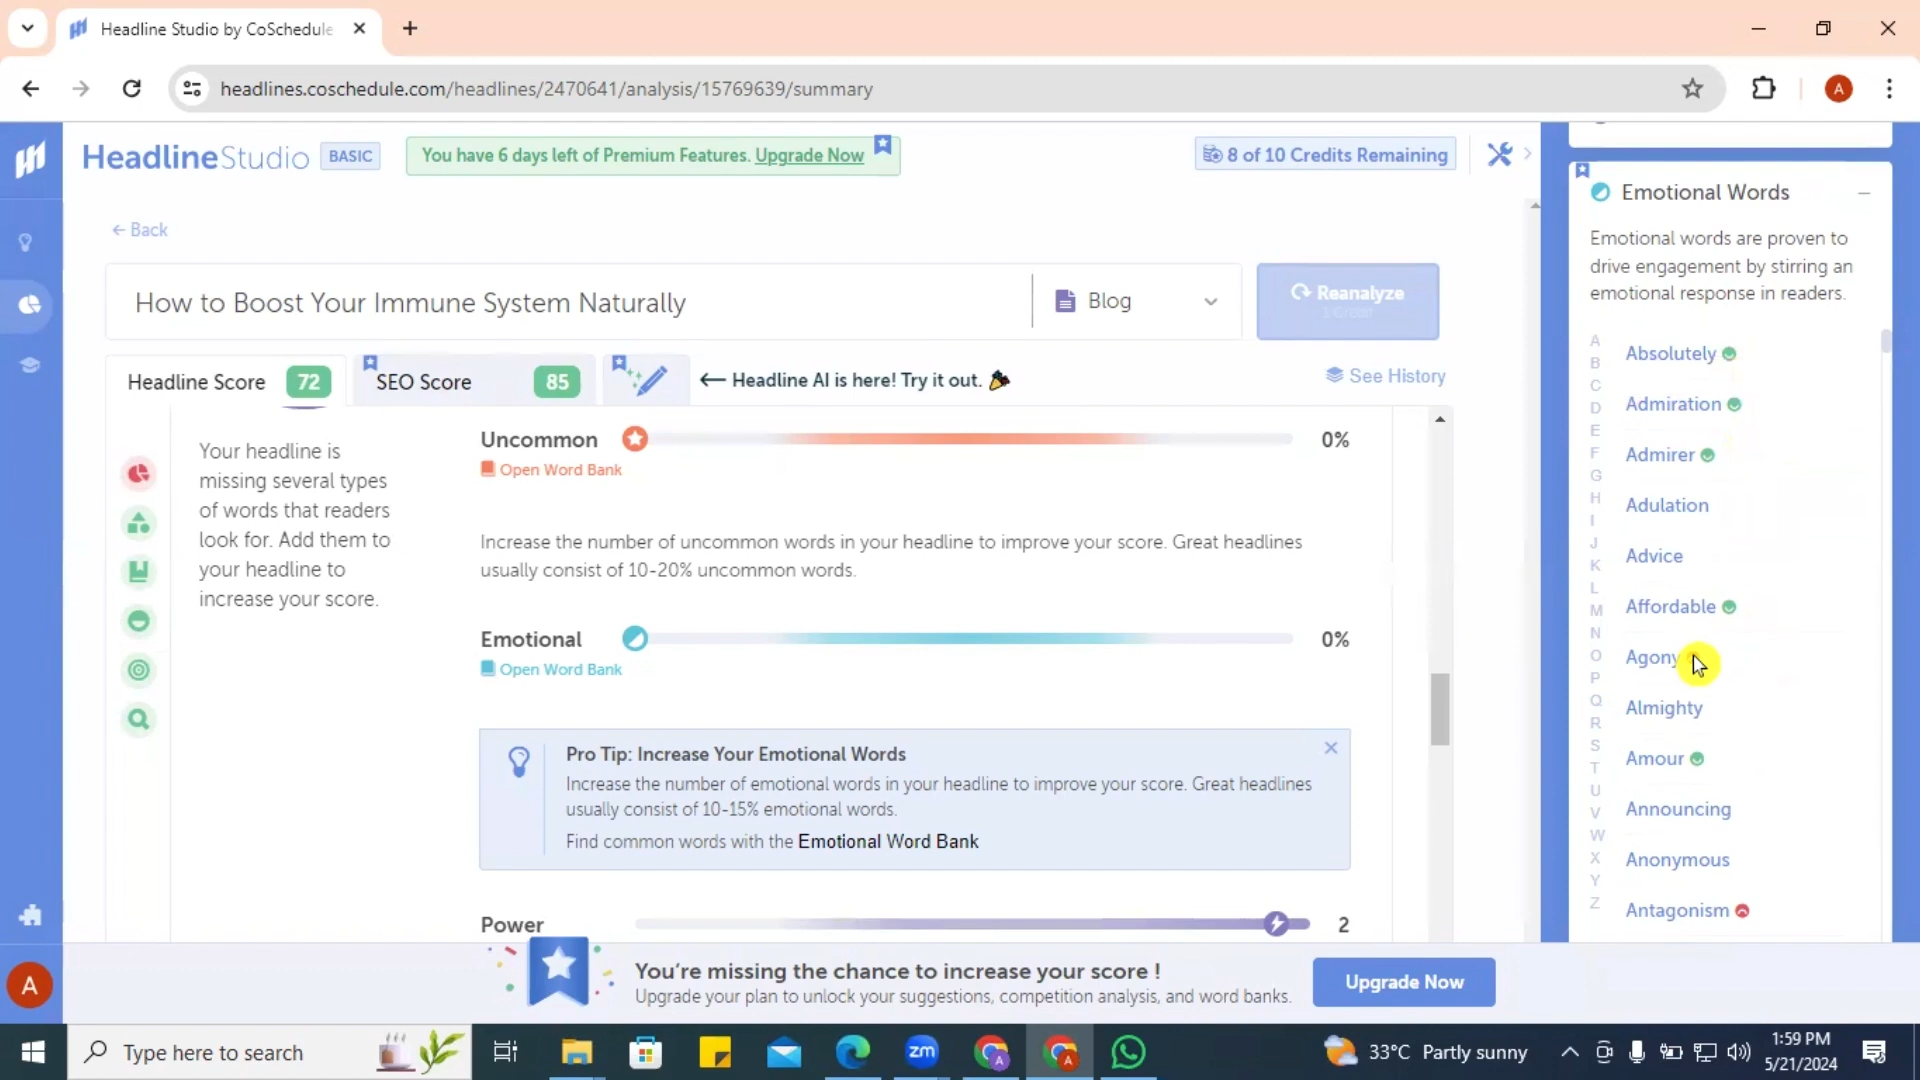 Headline Studio by CoSchedule
headlines.coschedule.com/headlines/2470641/analysis/15769639/summary
A
HeadlineStudio BASIC
You have 6 days left of Premium Features. Upgrade Now
8 of 10 Credits Remaining
← Back
How to Boost Your Immune System Naturally
Blog
Reanalyze
1 Credit
Headline Score 72
SEO Score 85
← Headline AI is here! Try it out.
See History
Your headline is
missing several types
of words that readers
look for. Add them to
your headline to
increase your score.
Uncommon
0%
Open Word Bank
Increase the number of uncommon words in your headline to improve your score. Great headlines
usually consist of 10-20% uncommon words.
Emotional
0%
Open Word Bank
Pro Tip: Increase Your Emotional Words
Increase the number of emotional words in your headline to improve your score. Great headlines
usually consist of 10-15% emotional words.
Find common words with the Emotional Word Bank
Power
2
Emotional Words
Emotional words are proven to
drive engagement by stirring an
emotional response in readers.
A
B
C
D
E
F
G
H
I
J
K
L
M
N
O
P
Q
R
S
T
U
V
W
X
Y
Z
Absolutely
Admiration
Admirer
Adulation
Advice
Affordable
Agony
Almighty
Amour
Announcing
Anonymous
Antagonism
A
You're missing the chance to increase your score !
Upgrade your plan to unlock your suggestions, competition analysis, and word banks.
Upgrade Now
Type here to search
zm
A
A
33°C Partly sunny
1:59 PM
5/21/2024